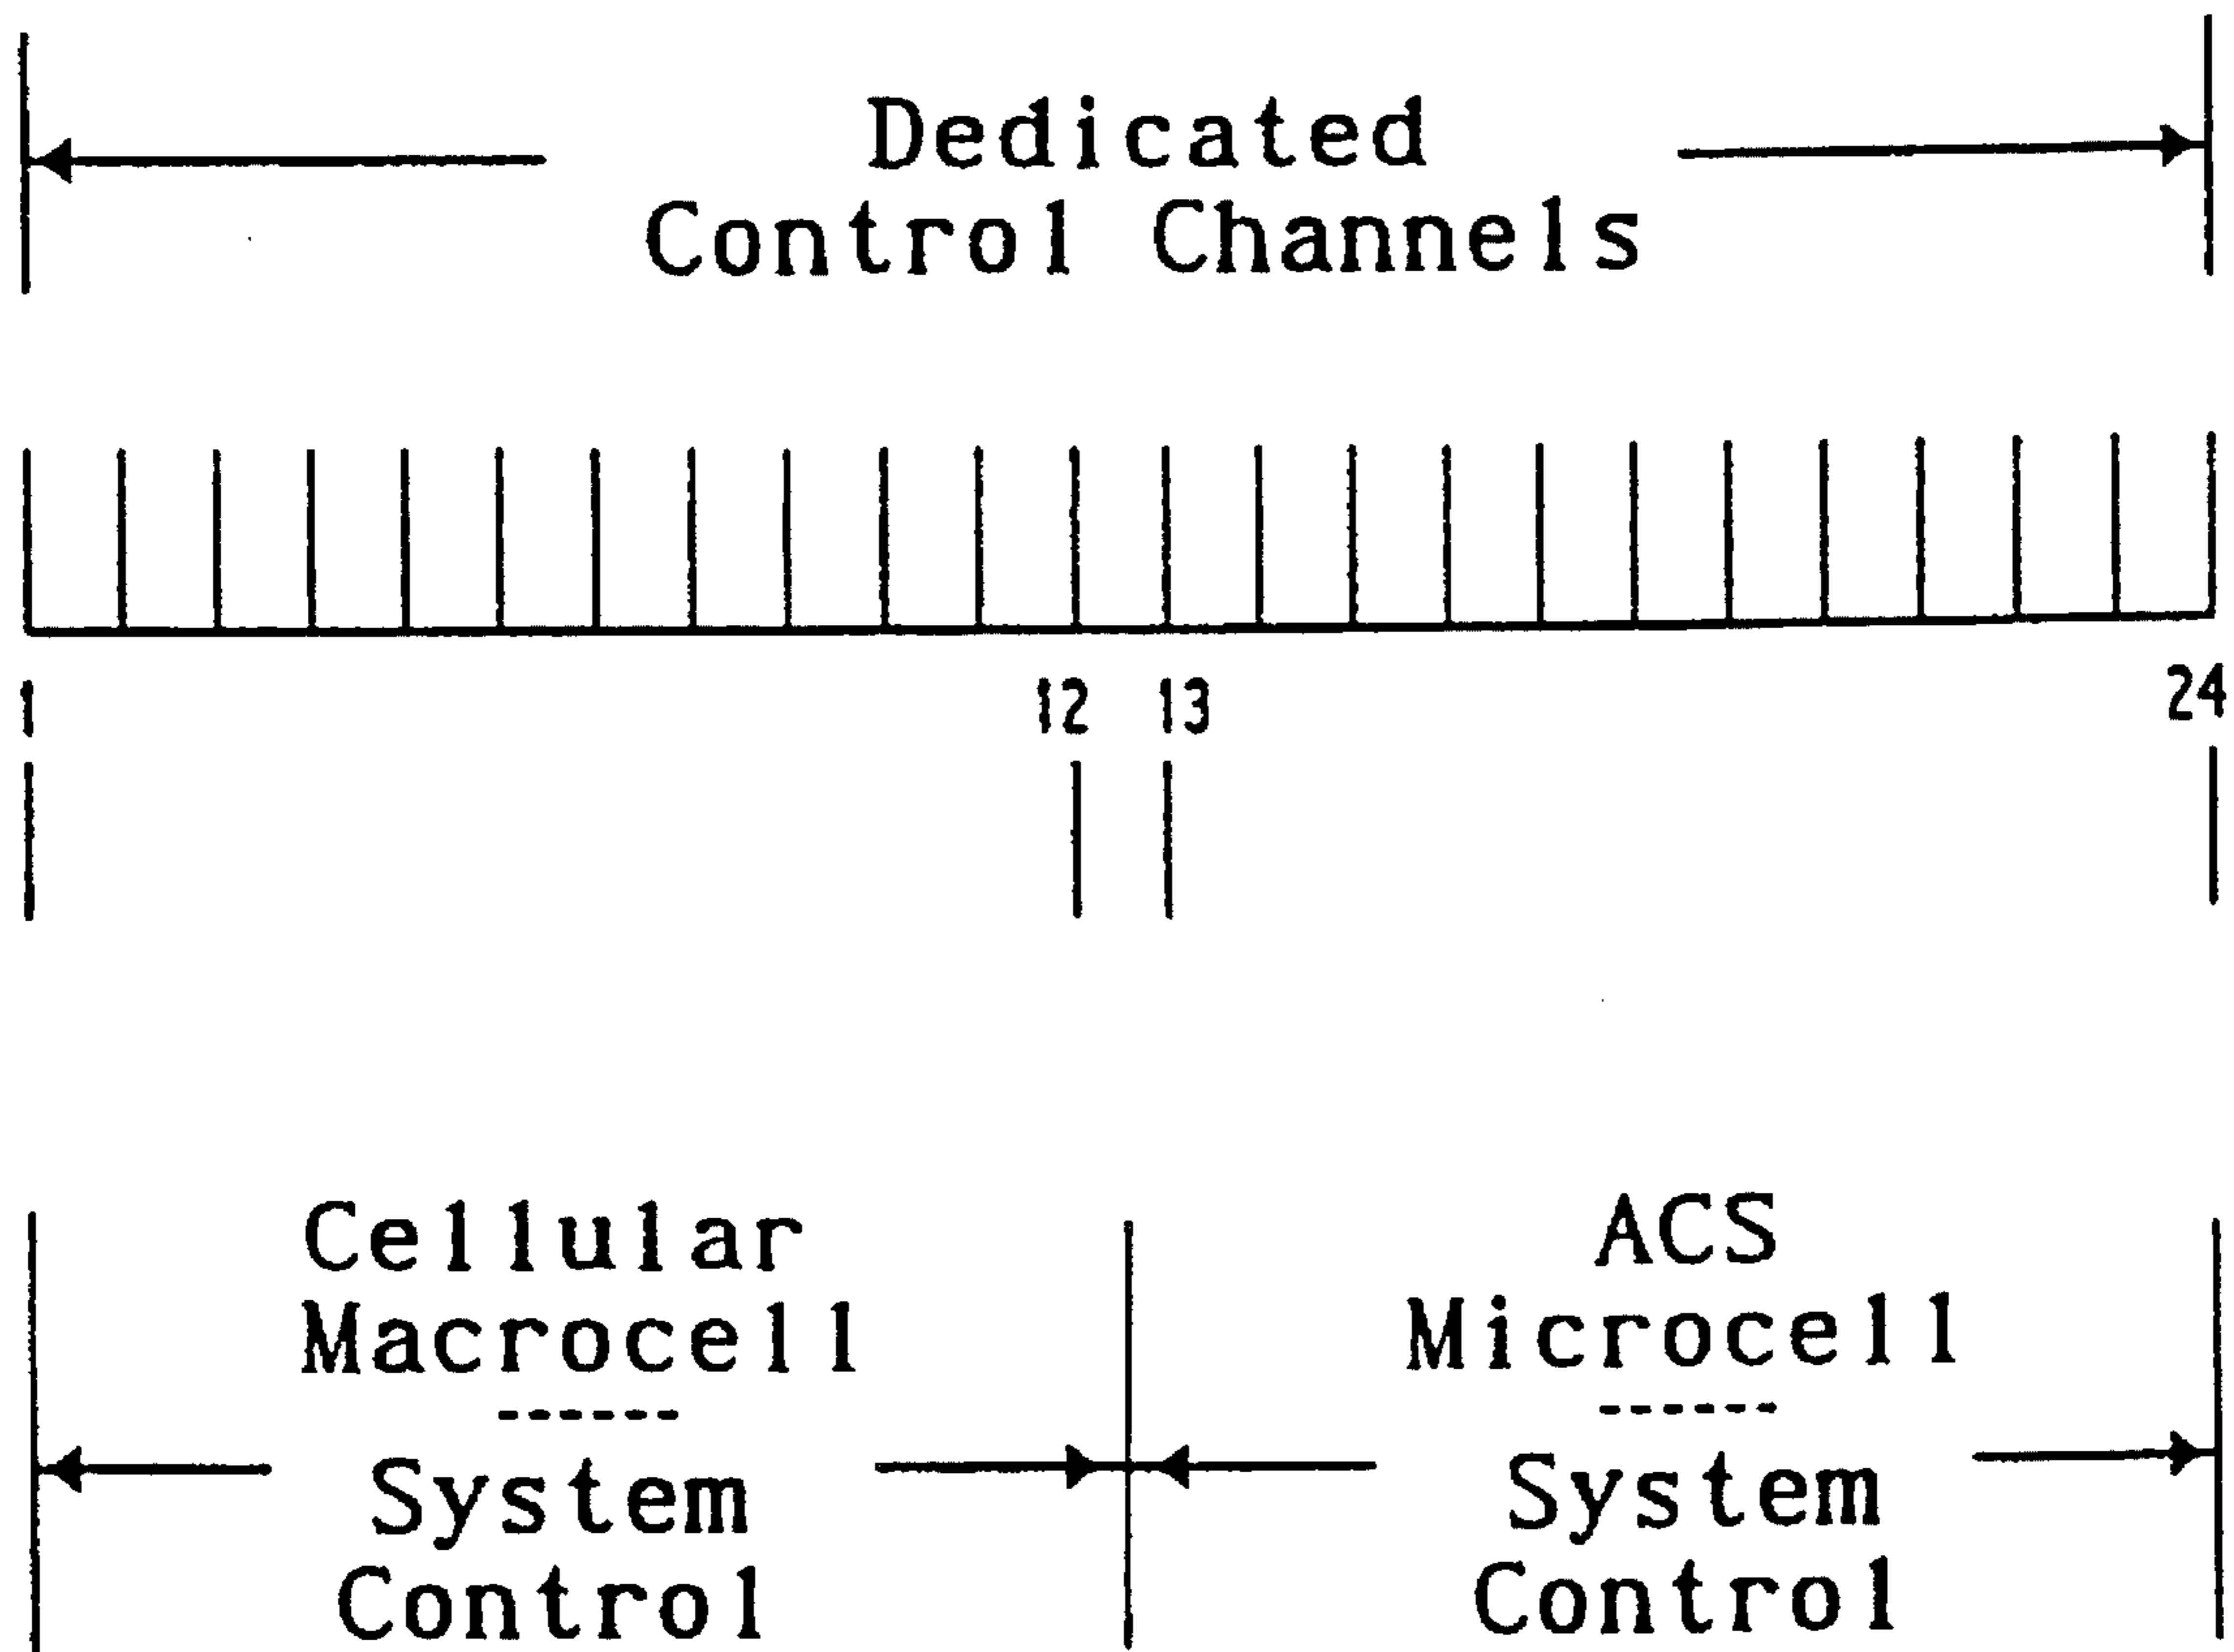 Dedicated
Control Channels
1 12 13 24
Cellular
Macrocell
------
System
Control
ACS
Microcell
------
System
Control